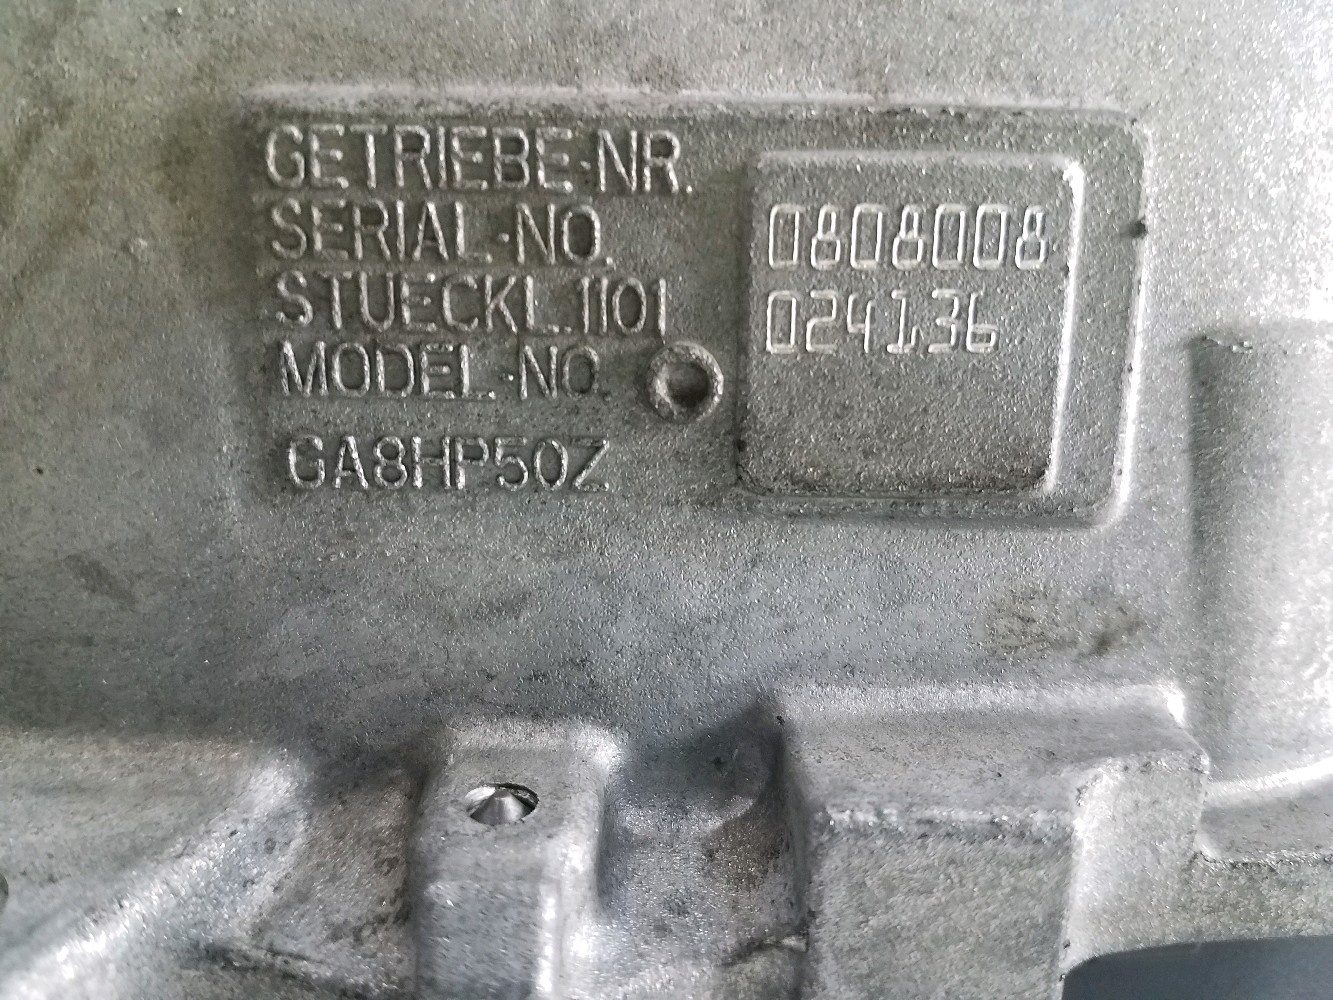 GETRIEBE-NR.
SERIAL-NO.
STUECKL.1101
MODEL-NO.
GA8HP50Z
0808008
024136